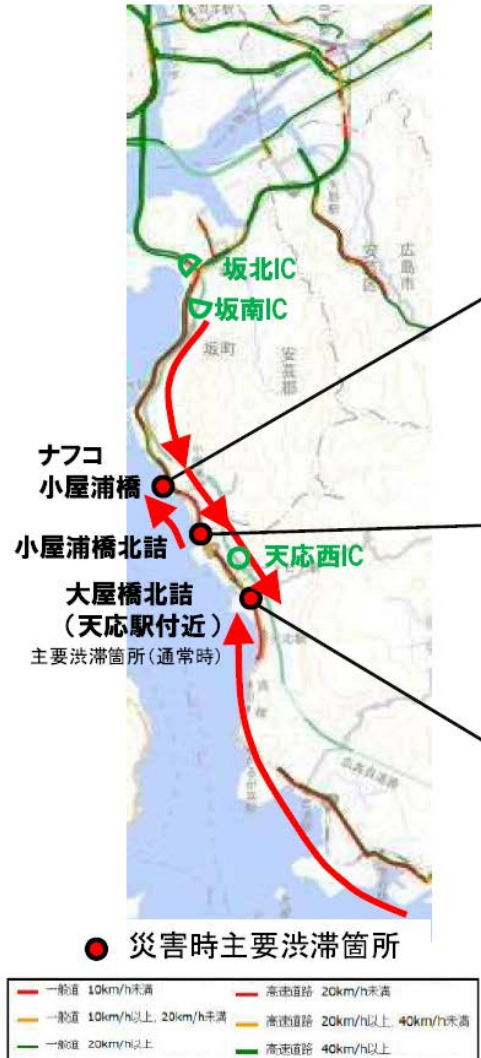 坂北IC
坂南IC
広島市
坂町
安芸郡
ナフコ
小屋浦橋
小屋浦橋北詰
天応西IC
大屋橋北詰
(天応駅付近)
主要渋滞箇所(通常時)
広呉自道路
● 災害時主要渋滞箇所
一般道 10km/h未満
高速道路 20km/h未満
一般道 10km/h以上, 20km/h未満
高速道路 20km/h以上, 40km/h未満
一般道 20km/h以上
高速道路 40km/h以上